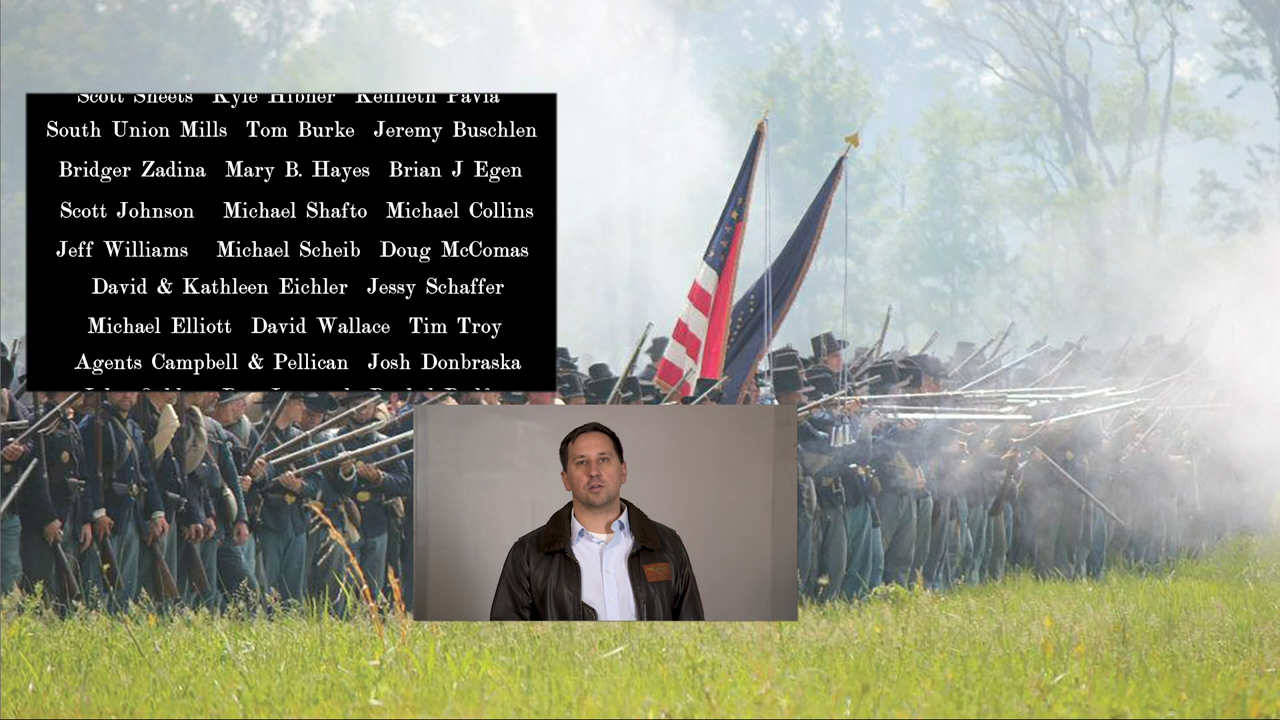 Scott Sheets Kyle Hibner Kenneth Pavia
South Union Mills Tom Burke Jeremy Buschlen
Bridger Zadina Mary B. Hayes Brian J Egen
Scott Johnson Michael Shafto Michael Collins
Jeff Williams Michael Scheib Doug McComas
David & Kathleen Eichler Jessy Schaffer
Michael Elliott David Wallace Tim Troy
Agents Campbell & Pellican Josh Donbraska